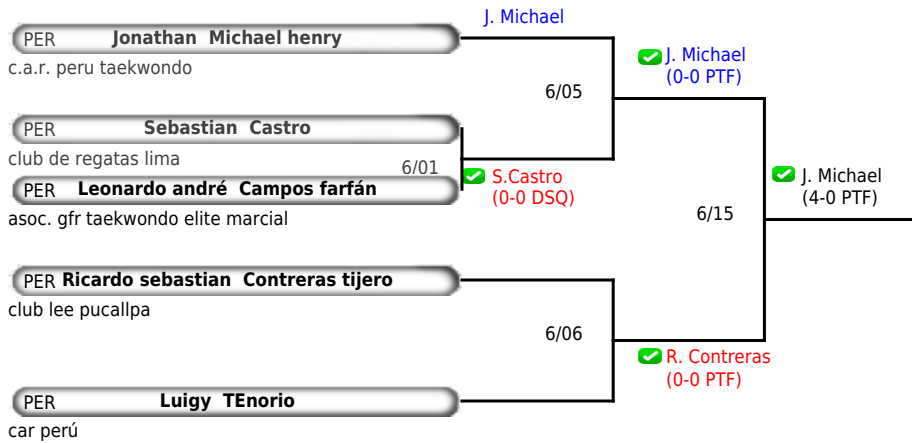 J. Michael
PER Jonathan Michael henry
c.a.r. peru taekwondo
J. Michael
(0-0 PTF)
6/05
PER Sebastian Castro
club de regatas lima
6/01
PER Leonardo andré Campos farfán
asoc. gfr taekwondo elite marcial
S.Castro
(0-0 DSQ)
J. Michael
(4-0 PTF)
6/15
PER Ricardo sebastian Contreras tijero
club lee pucallpa
6/06
R. Contreras
(0-0 PTF)
PER Luigy TEnorio
car perú